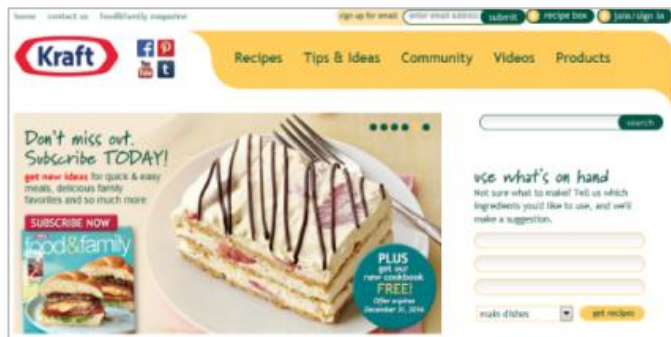 home contact us food&family magazine sign up for email enter email address submit recipe box join/sign in
Kraft
You
Tube
Recipes Tips & Ideas Community Videos Products
search
Don't miss out.
Subscribe TODAY!
get new ideas for quick & easy
meals, delicious family
favorites and so much more
SUBSCRIBE NOW
food&family
PLUS
get our
new cookbook
FREE!
Offer expires
December 31, 2016
use what's on hand
Not sure what to make? Tell us which
ingredients you'd like to use, and we'll
make a suggestion.
main dishes get recipes